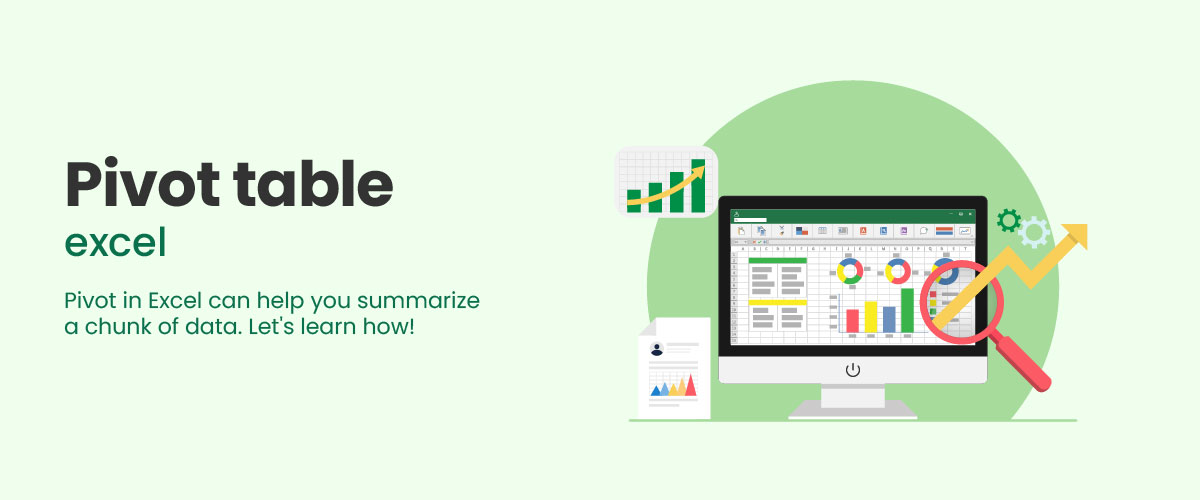 Pivot table
excel
Pivot in Excel can help you summarize
a chunk of data. Let's learn how!